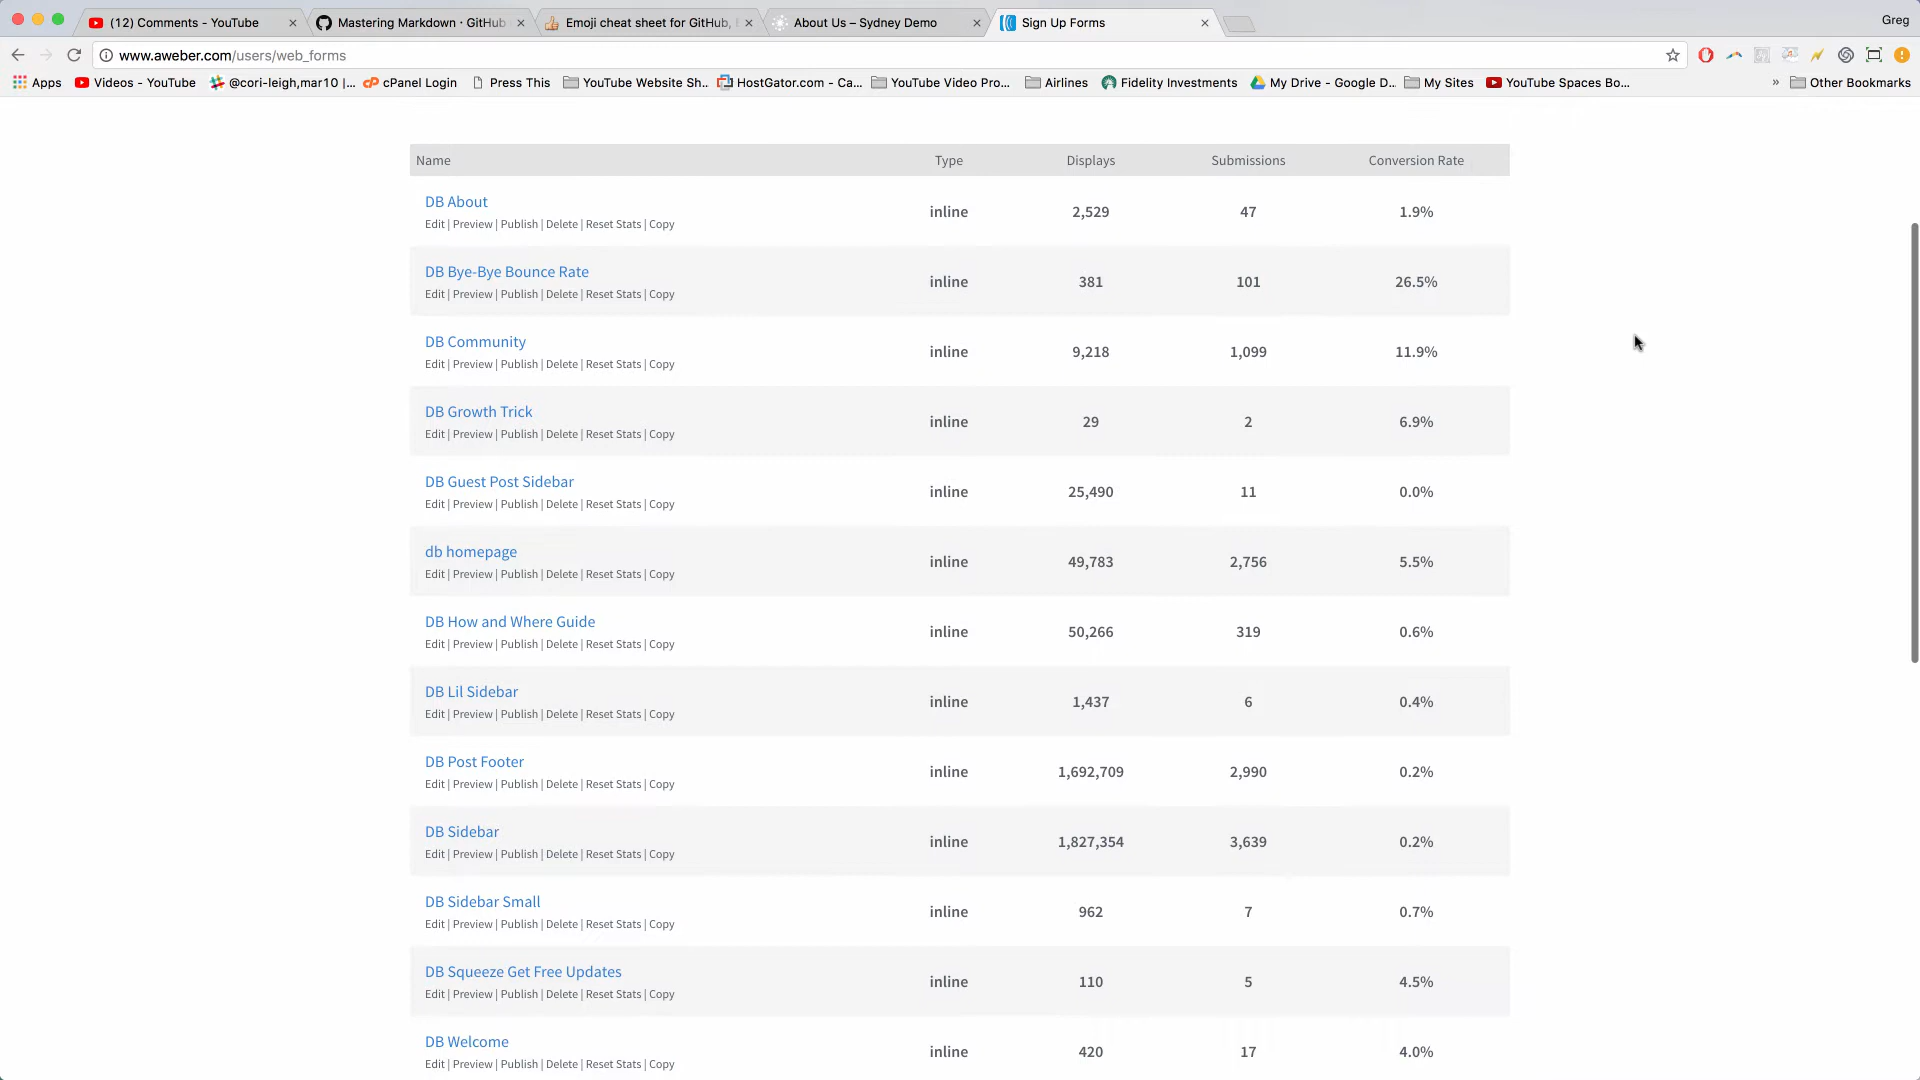 (12) Comments - YouTube
Mastering Markdown · GitHub
Emoji cheat sheet for GitHub,
About Us – Sydney Demo
Sign Up Forms
Greg
www.aweber.com/users/web_forms
Apps
Videos - YouTube
@cori-leigh,mar10 |...
cPanel Login
Press This
YouTube Website Sh...
HostGator.com - Ca...
YouTube Video Pro...
Airlines
Fidelity Investments
My Drive - Google D...
My Sites
YouTube Spaces Bo...
»
Other Bookmarks
Name Type Displays Submissions Conversion Rate
DB About
Edit | Preview | Publish | Delete | Reset Stats | Copy
inline 2,529 47 1.9%
DB Bye-Bye Bounce Rate
Edit | Preview | Publish | Delete | Reset Stats | Copy
inline 381 101 26.5%
DB Community
Edit | Preview | Publish | Delete | Reset Stats | Copy
inline 9,218 1,099 11.9%
DB Growth Trick
Edit | Preview | Publish | Delete | Reset Stats | Copy
inline 29 2 6.9%
DB Guest Post Sidebar
Edit | Preview | Publish | Delete | Reset Stats | Copy
inline 25,490 11 0.0%
db homepage
Edit | Preview | Publish | Delete | Reset Stats | Copy
inline 49,783 2,756 5.5%
DB How and Where Guide
Edit | Preview | Publish | Delete | Reset Stats | Copy
inline 50,266 319 0.6%
DB Lil Sidebar
Edit | Preview | Publish | Delete | Reset Stats | Copy
inline 1,437 6 0.4%
DB Post Footer
Edit | Preview | Publish | Delete | Reset Stats | Copy
inline 1,692,709 2,990 0.2%
DB Sidebar
Edit | Preview | Publish | Delete | Reset Stats | Copy
inline 1,827,354 3,639 0.2%
DB Sidebar Small
Edit | Preview | Publish | Delete | Reset Stats | Copy
inline 962 7 0.7%
DB Squeeze Get Free Updates
Edit | Preview | Publish | Delete | Reset Stats | Copy
inline 110 5 4.5%
DB Welcome
Edit | Preview | Publish | Delete | Reset Stats | Copy
inline 420 17 4.0%